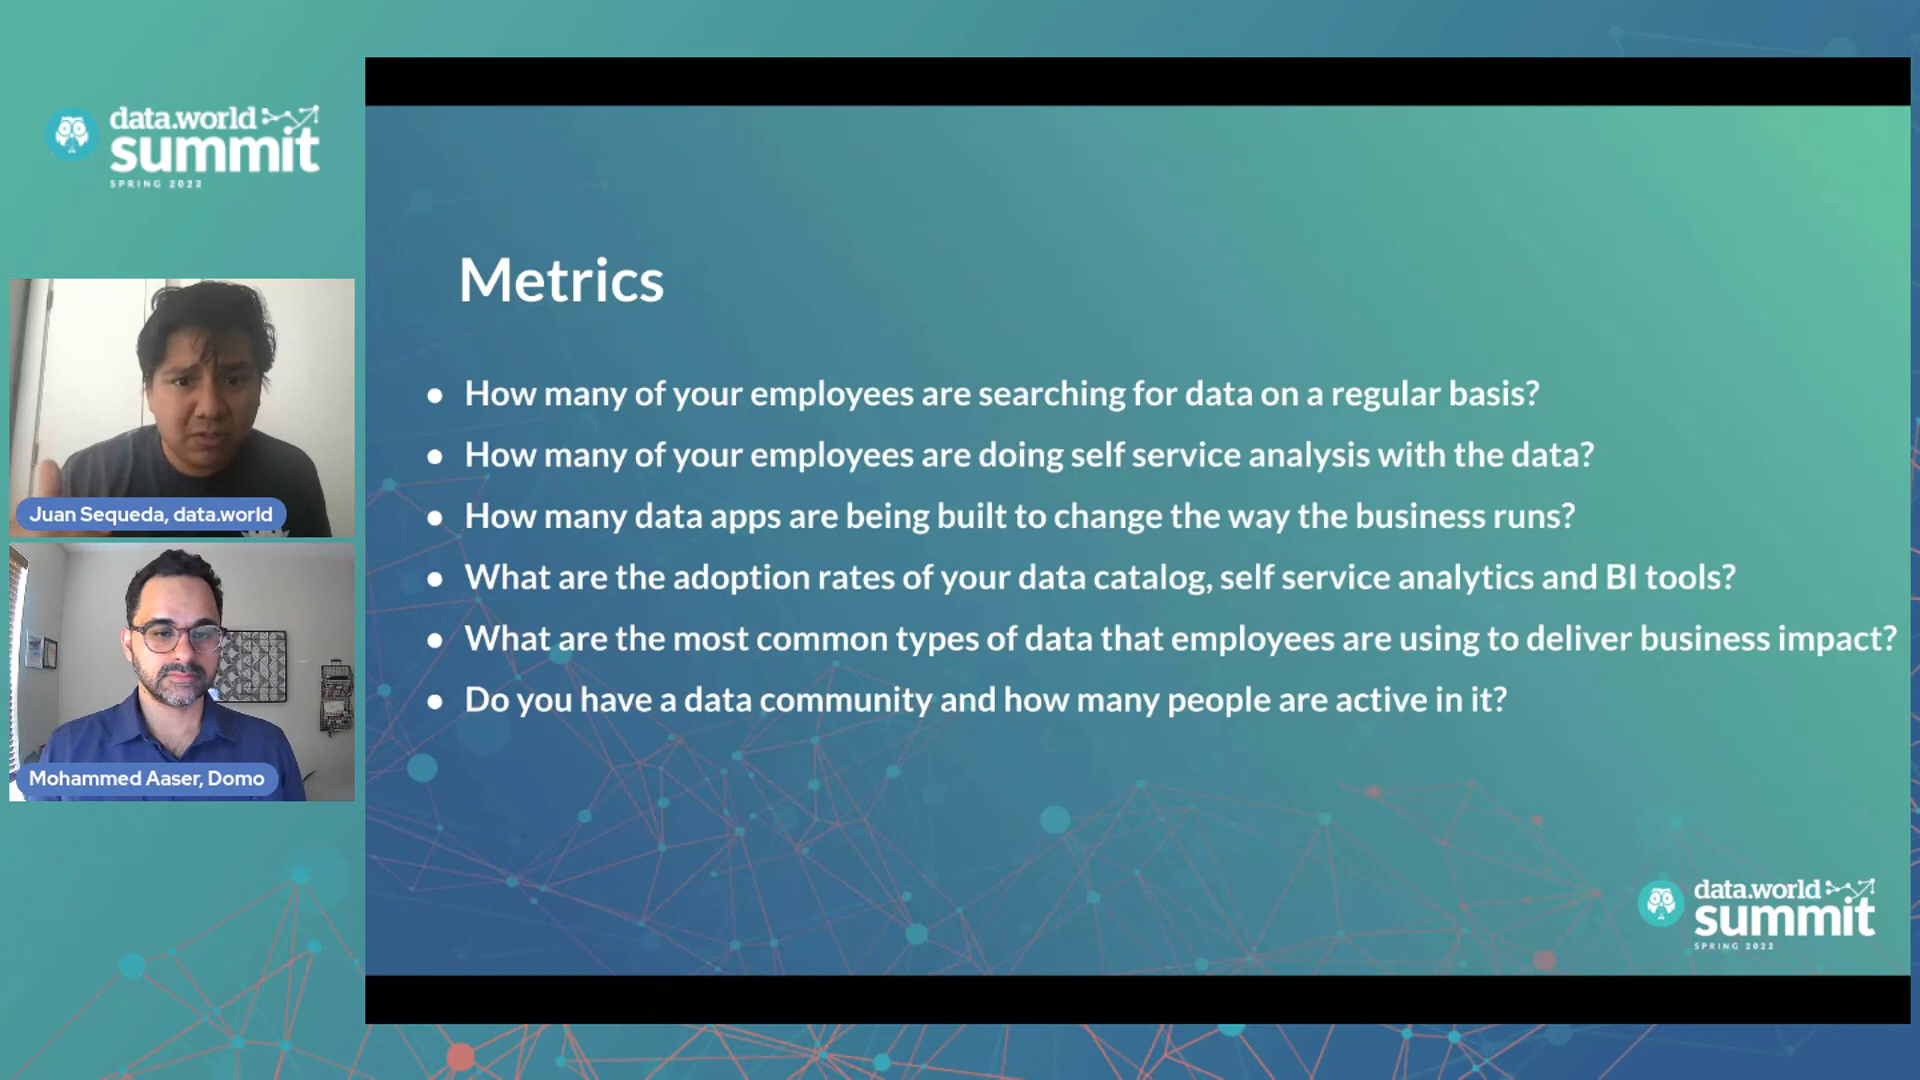 data.world
summit
SPRING 2022
Juan Sequeda, data.world
Mohammed Aaser, Domo
Metrics
● How many of your employees are searching for data on a regular basis?
● How many of your employees are doing self service analysis with the data?
● How many data apps are being built to change the way the business runs?
● What are the adoption rates of your data catalog, self service analytics and BI tools?
● What are the most common types of data that employees are using to deliver business impact?
● Do you have a data community and how many people are active in it?
data.world
summit
SPRING 2022